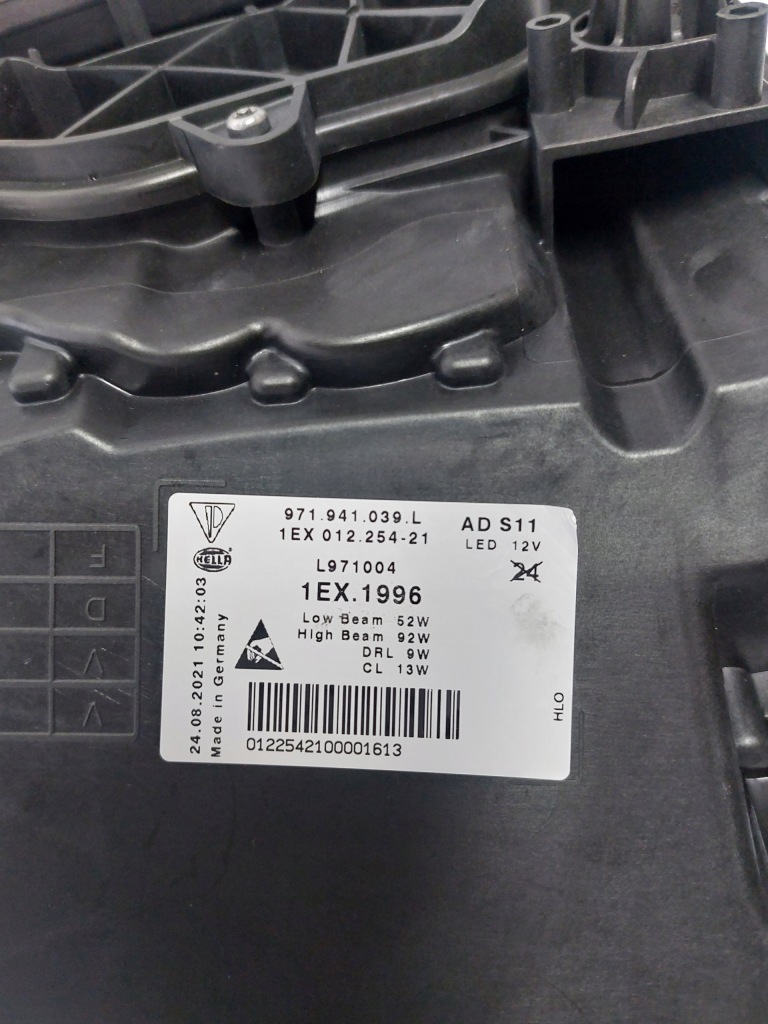 971.941.039.L
1EX 012.254-21
AD S11
LED 12V
HELLA
L971004
24
1EX.1996
Low Beam 52W
High Beam 92W
DRL 9W
CL 13W
24.08.2021 10:42:03
Made in Germany
HLO
0122542100001613
F
D
V
V